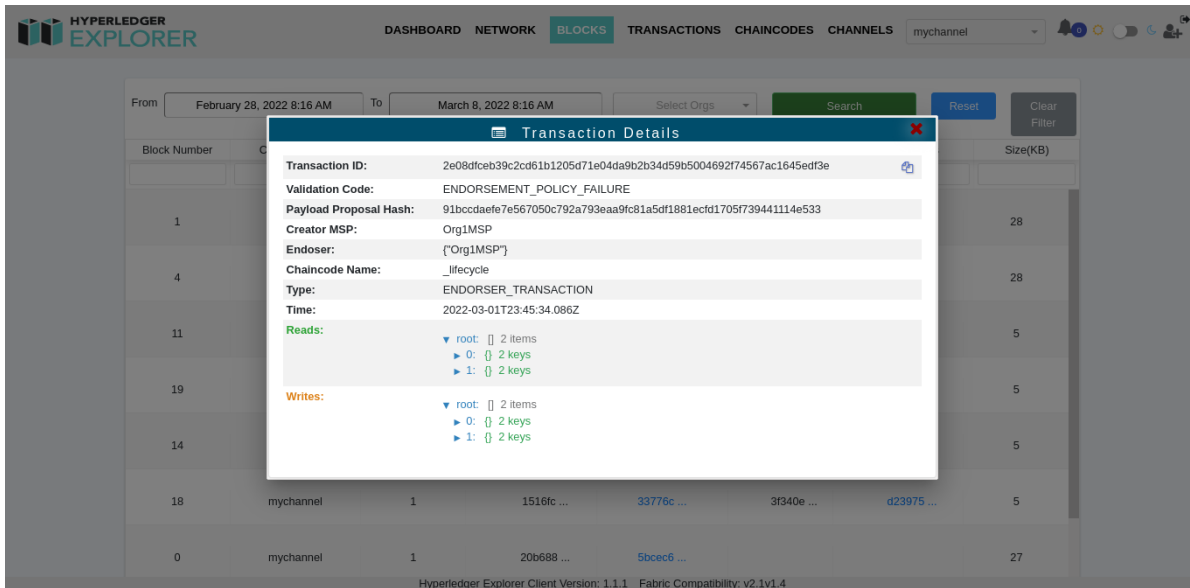 HYPERLEDGER
EXPLORER
DASHBOARD NETWORK BLOCKS TRANSACTIONS CHAINCODES CHANNELS mychannel 0
From February 28, 2022 8:16 AM To March 8, 2022 8:16 AM Select Orgs Search Reset Clear
Filter
Transaction Details
Block Number C Size(KB)
Transaction ID: 2e08dfceb39c2cd61b1205d71e04da9b2b34d59b5004692f74567ac1645edf3e
Validation Code: ENDORSEMENT_POLICY_FAILURE
Payload Proposal Hash: 91bccdaefe7e567050c792a793eaa9fc81a5df1881ecfd1705f739441114e533
1 28
Creator MSP: Org1MSP
Endoser: {"Org1MSP"}
Chaincode Name: _lifecycle
4 28
Type: ENDORSER_TRANSACTION
Time: 2022-03-01T23:45:34.086Z
Reads:
11 5
root: [] 2 items
0: {} 2 keys
1: {} 2 keys
19 5
Writes:
root: [] 2 items
0: {} 2 keys
1: {} 2 keys
14 5
18 mychannel 1 1516fc ... 33776c ... 3f340e ... d23975 ... 5
0 mychannel 1 20b688 ... 5bcec6 ... 27
Hyperledger Explorer Client Version: 1.1.1 Fabric Compatibility: v2.1v1.4